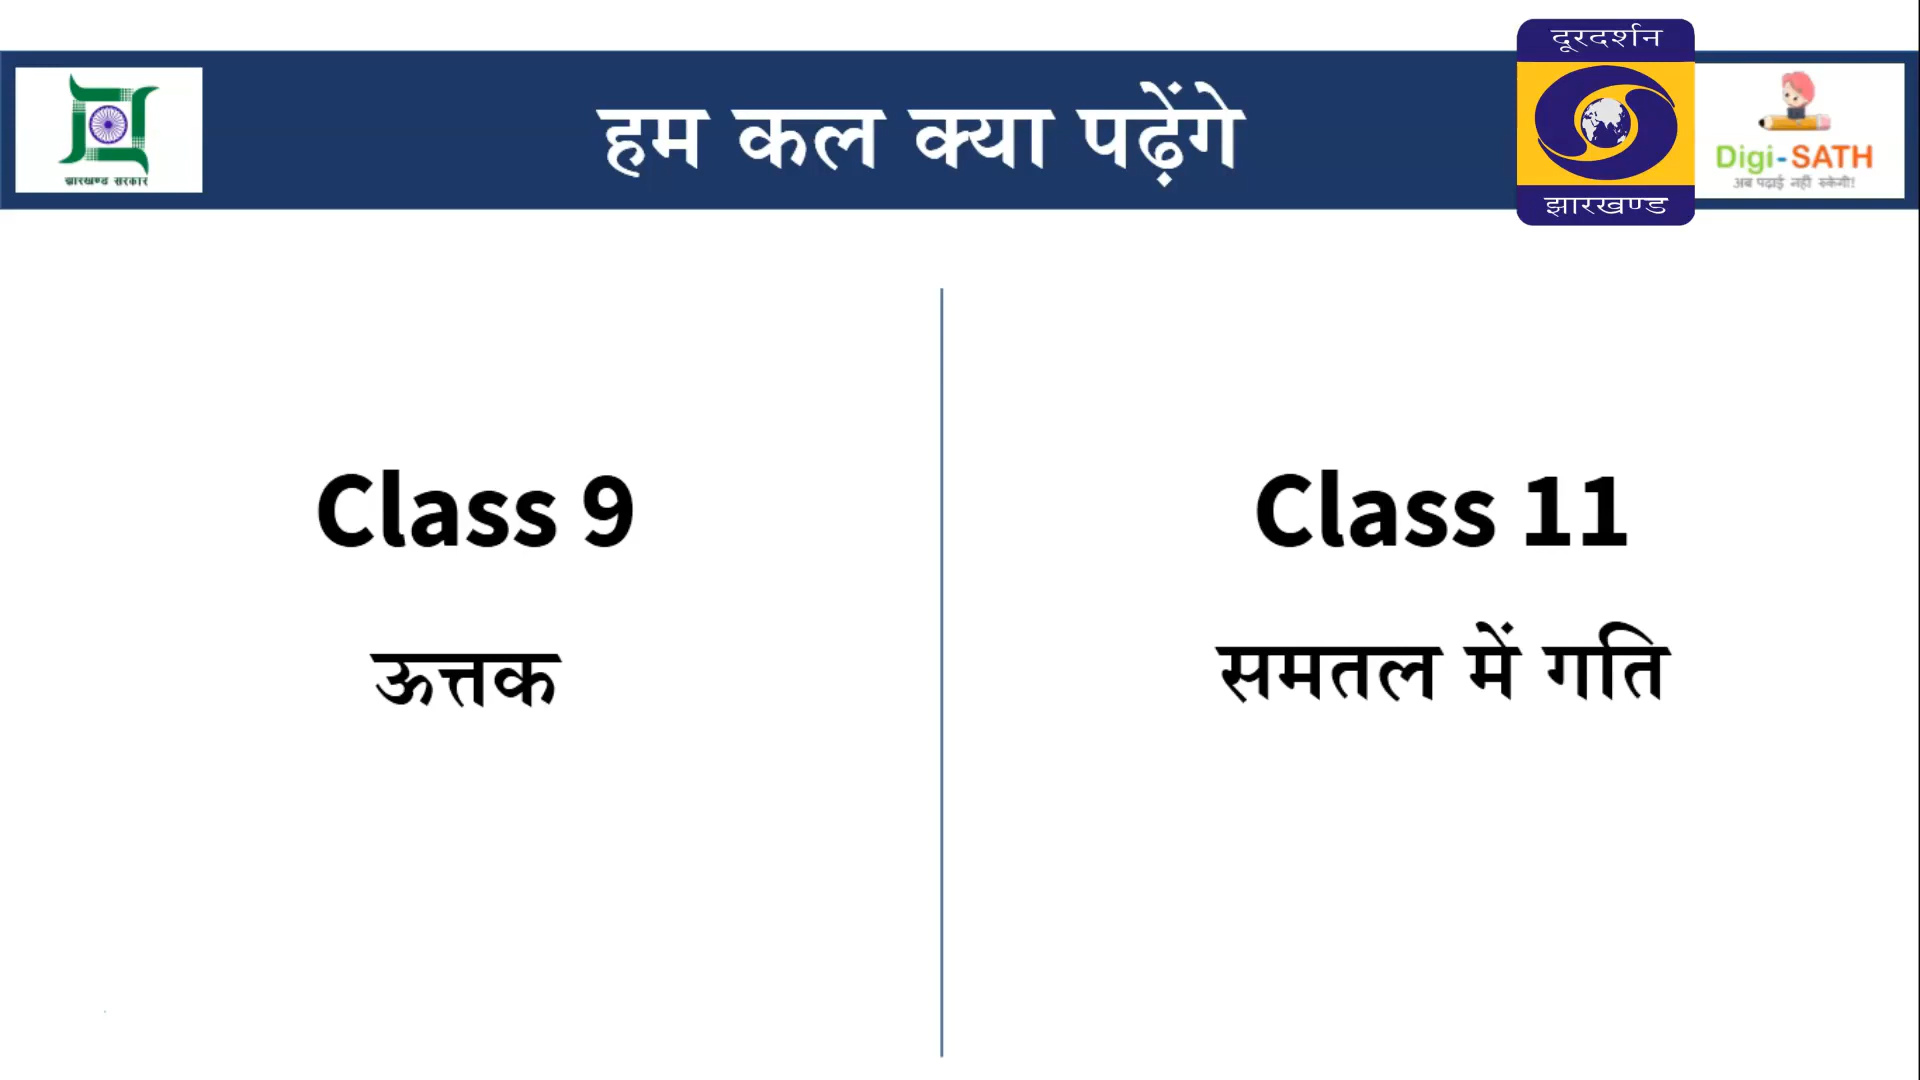 दूरदर्शन
हम कल क्या पढ़ेंगे
झारखण्ड सरकार
Digi-SATH
अब पढ़ाई नहीं रुकेगी!
झारखण्ड
Class 9
ऊत्तक
Class 11
समतल में गति